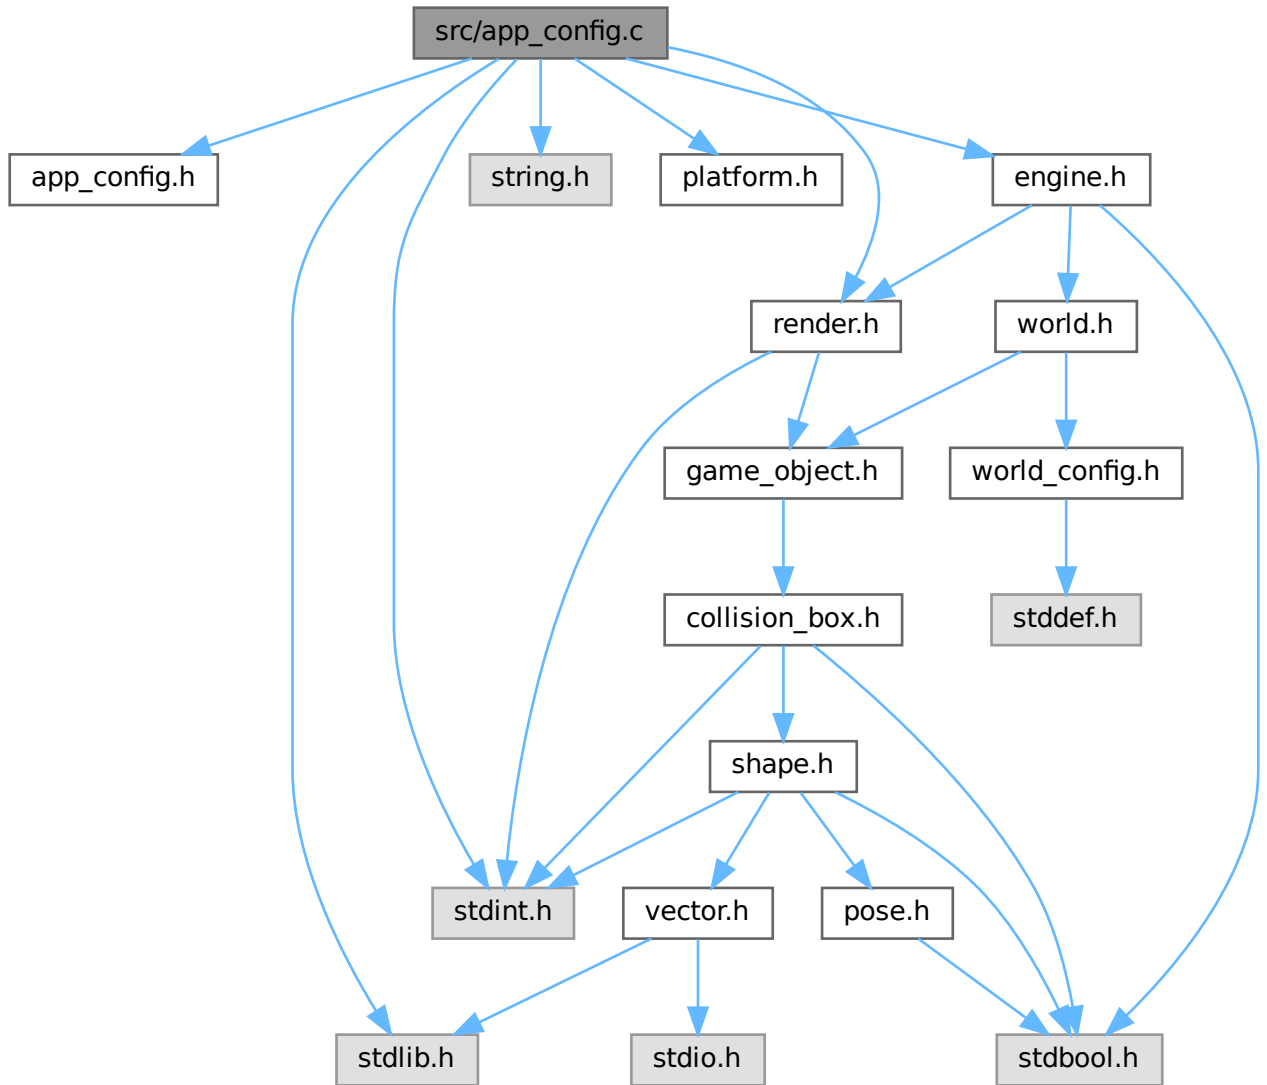 src/app_config.c
app_config.h
string.h
platform.h
engine.h
render.h
world.h
game_object.h
world_config.h
collision_box.h
stddef.h
shape.h
stdint.h
vector.h
pose.h
stdlib.h
stdio.h
stdbool.h